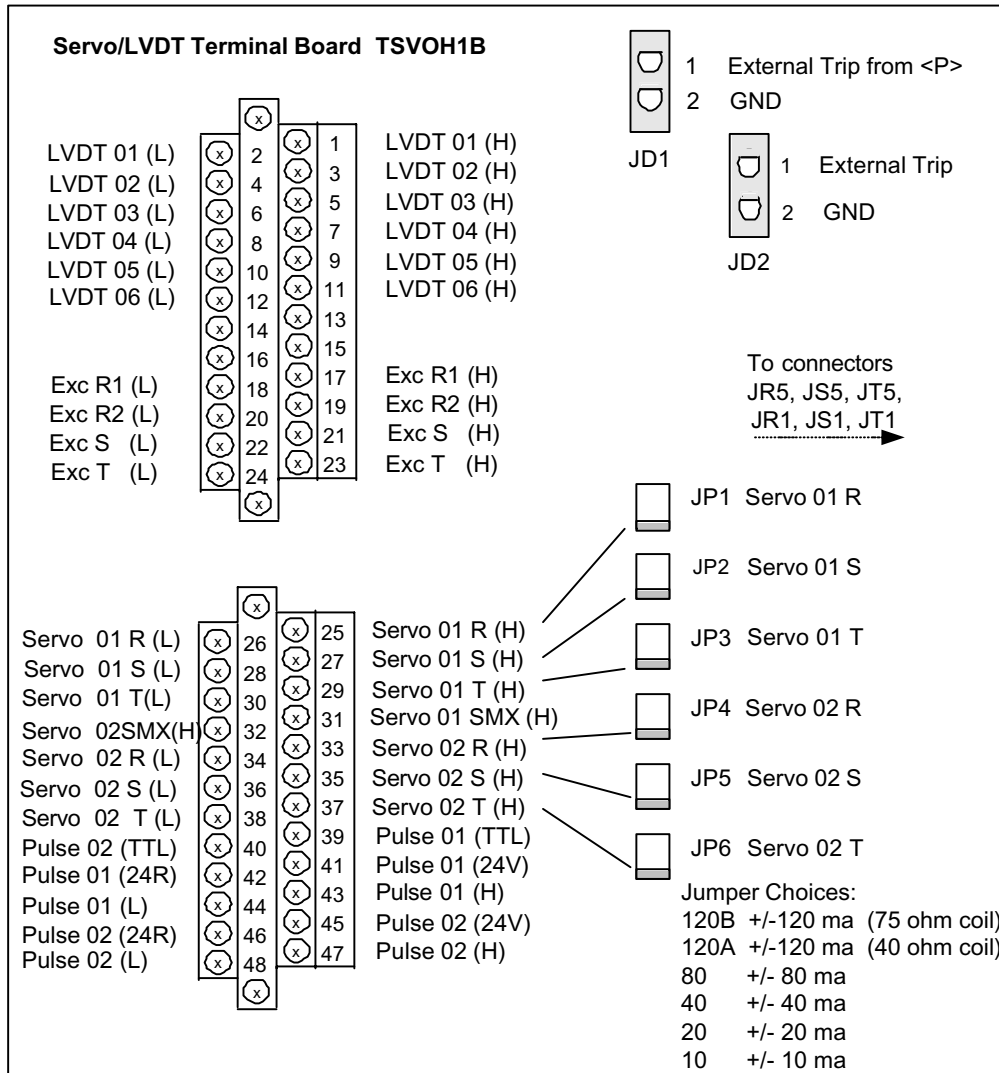 Servo/LVDT Terminal Board TSVOH1B
1 External Trip from <P>
2 GND
JD1
1 External Trip
2 GND
JD2
x
LVDT 01 (L) x 2 x 1 LVDT 01 (H)
LVDT 02 (L) x 4 x 3 LVDT 02 (H)
LVDT 03 (L) x 6 x 5 LVDT 03 (H)
LVDT 04 (L) x 8 x 7 LVDT 04 (H)
LVDT 05 (L) x 10 x 9 LVDT 05 (H)
LVDT 06 (L) x 12 x 11 LVDT 06 (H)
x 14 x 13
x 16 x 15
Exc R1 (L) x 18 x 17 Exc R1 (H)
Exc R2 (L) x 20 x 19 Exc R2 (H)
Exc S (L) x 22 x 21 Exc S (H)
Exc T (L) x 24 x 23 Exc T (H)
x
To connectors
JR5, JS5, JT5,
JR1, JS1, JT1
x
Servo 01 R (L) x 26 x 25 Servo 01 R (H)
Servo 01 S (L) x 28 x 27 Servo 01 S (H)
Servo 01 T(L) x 30 x 29 Servo 01 T (H)
Servo 02SMX(H) x 32 x 31 Servo 01 SMX (H)
Servo 02 R (L) x 34 x 33 Servo 02 R (H)
Servo 02 S (L) x 36 x 35 Servo 02 S (H)
Servo 02 T (L) x 38 x 37 Servo 02 T (H)
Pulse 02 (TTL) x 40 x 39 Pulse 01 (TTL)
Pulse 01 (24R) x 42 x 41 Pulse 01 (24V)
Pulse 01 (L) x 44 x 43 Pulse 01 (H)
Pulse 02 (24R) x 46 x 45 Pulse 02 (24V)
Pulse 02 (L) x 48 x 47 Pulse 02 (H)
x
JP1 Servo 01 R
JP2 Servo 01 S
JP3 Servo 01 T
JP4 Servo 02 R
JP5 Servo 02 S
JP6 Servo 02 T
Jumper Choices:
120B +/-120 ma (75 ohm coil)
120A +/-120 ma (40 ohm coil)
80 +/- 80 ma
40 +/- 40 ma
20 +/- 20 ma
10 +/- 10 ma